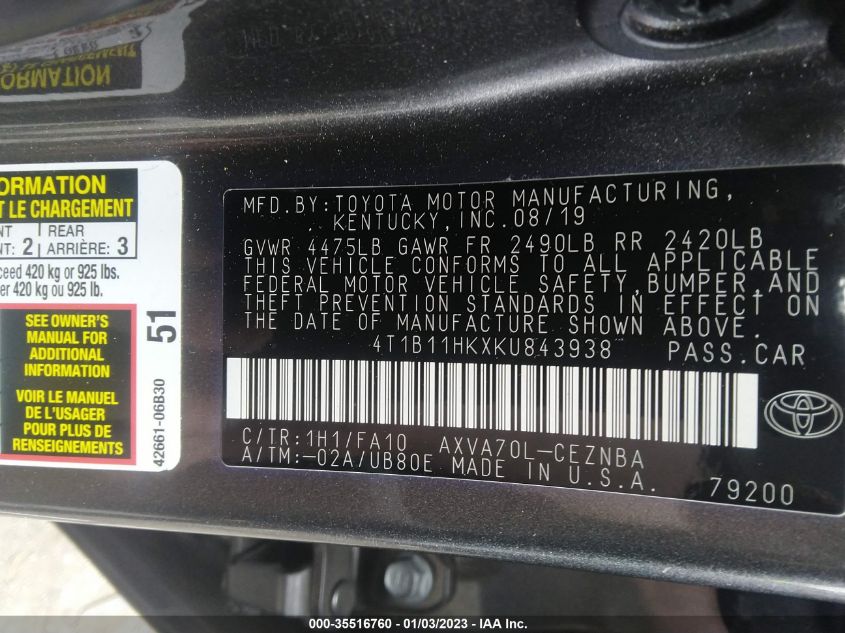 ORMATION
ORMATION
T LE CHARGEMENT
NT
REAR
NT: 2
ARRIÈRE: 3
ceed 420 kg or 925 lbs.
er 420 kg ou 925 lb.
SEE OWNER'S
MANUAL FOR
ADDITIONAL
INFORMATION
VOIR LE MANUEL
DE L'USAGER
POUR PLUS DE
RENSEIGNEMENTS
51
42661-06B30
MFD.BY:TOYOTA MOTOR MANUFACTURING,
KENTUCKY,INC.08/19
GVWR 4475LB GAWR FR 2490LB RR 2420LB
THIS VEHICLE CONFORMS TO ALL APPLICABLE
FEDERAL MOTOR VEHICLE SAFETY,BUMPER,AND
THEFT PREVENTION STANDARDS IN EFFECT ON
THE DATE OF MANUFACTURE SHOWN ABOVE.
4T1B11HKXKU843938 PASS.CAR
C/TR:1H1/FA10 AXVA70L-CEZNBA
A/TM:-02A/UB80E MADE IN U.S.A.
79200
000-35516760 - 01/03/2023 - IAA Inc.